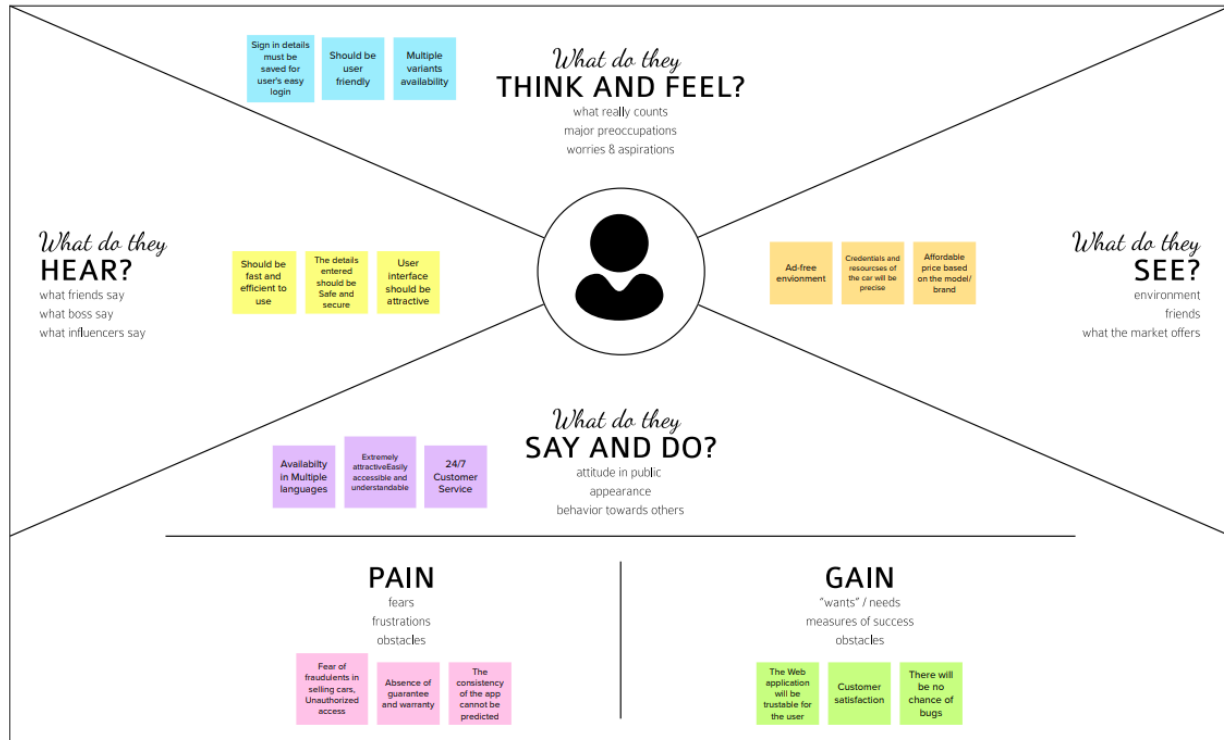 Sign in details
must be
saved for
user's easy
login
Should be
user
friendly
Multiple
variants
availability
What do they
THINK AND FEEL?
what really counts
major preoccupations
worries & aspirations
What do they
HEAR?
what friends say
what boss say
what influencers say
Should be
fast and
efficient to
use
The details
entered
should be
Safe and
secure
User
interface
should be
attractive
Ad-free
envionment
Credentials and
resoursces of
the car will be
precise
Affordable
price based
on the model/
brand
What do they
SEE?
environment
friends
what the market offers
What do they
SAY AND DO?
attitude in public
appearance
behavior towards others
Availabilty
in Multiple
languages
Extremely
attractiveEasily
accessible and
understandable
24/7
Customer
Service
PAIN
fears
frustrations
obstacles
Fear of
fraudulents in
selling cars,
Unauthorized
access
Absence of
guarantee
and warranty
The
consistency
of the app
cannot be
predicted
GAIN
"wants" / needs
measures of success
obstacles
The Web
application
will be
trustable for
the user
Customer
satisfaction
There will
be no
chance of
bugs